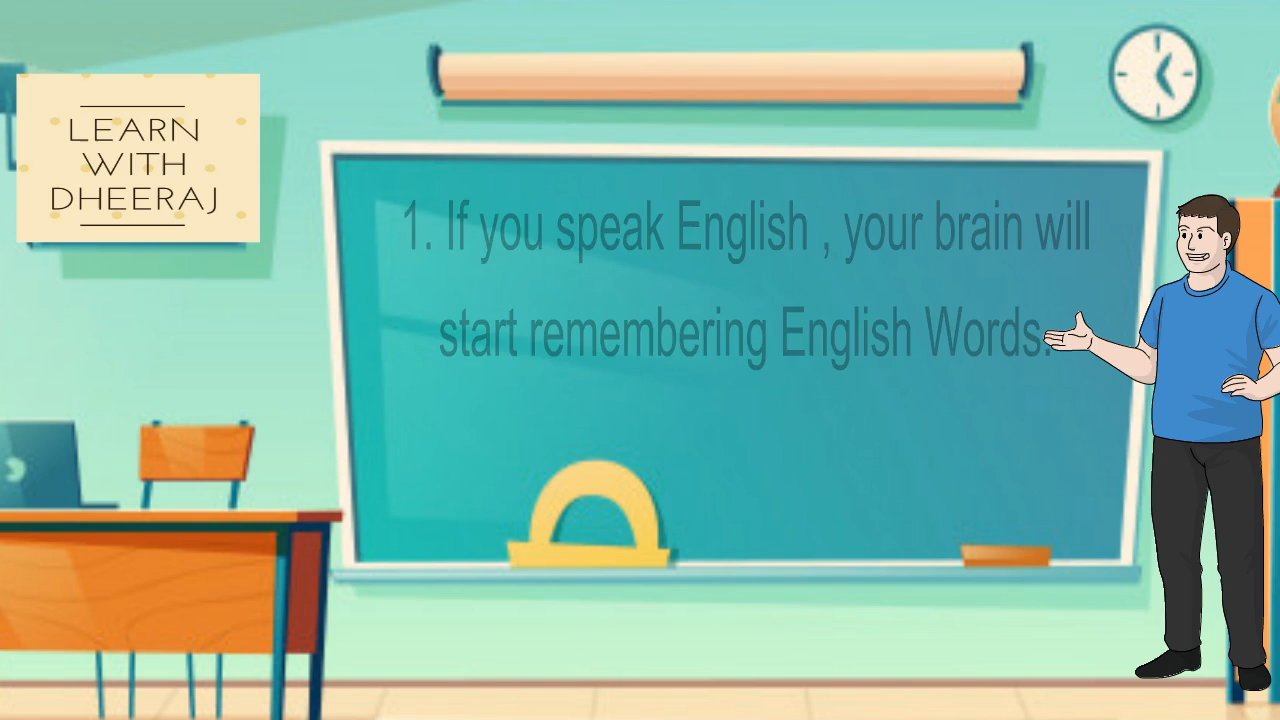 LEARN
WITH
DHEERAJ
1. If you speak English , your brain will
start remembering English Words.